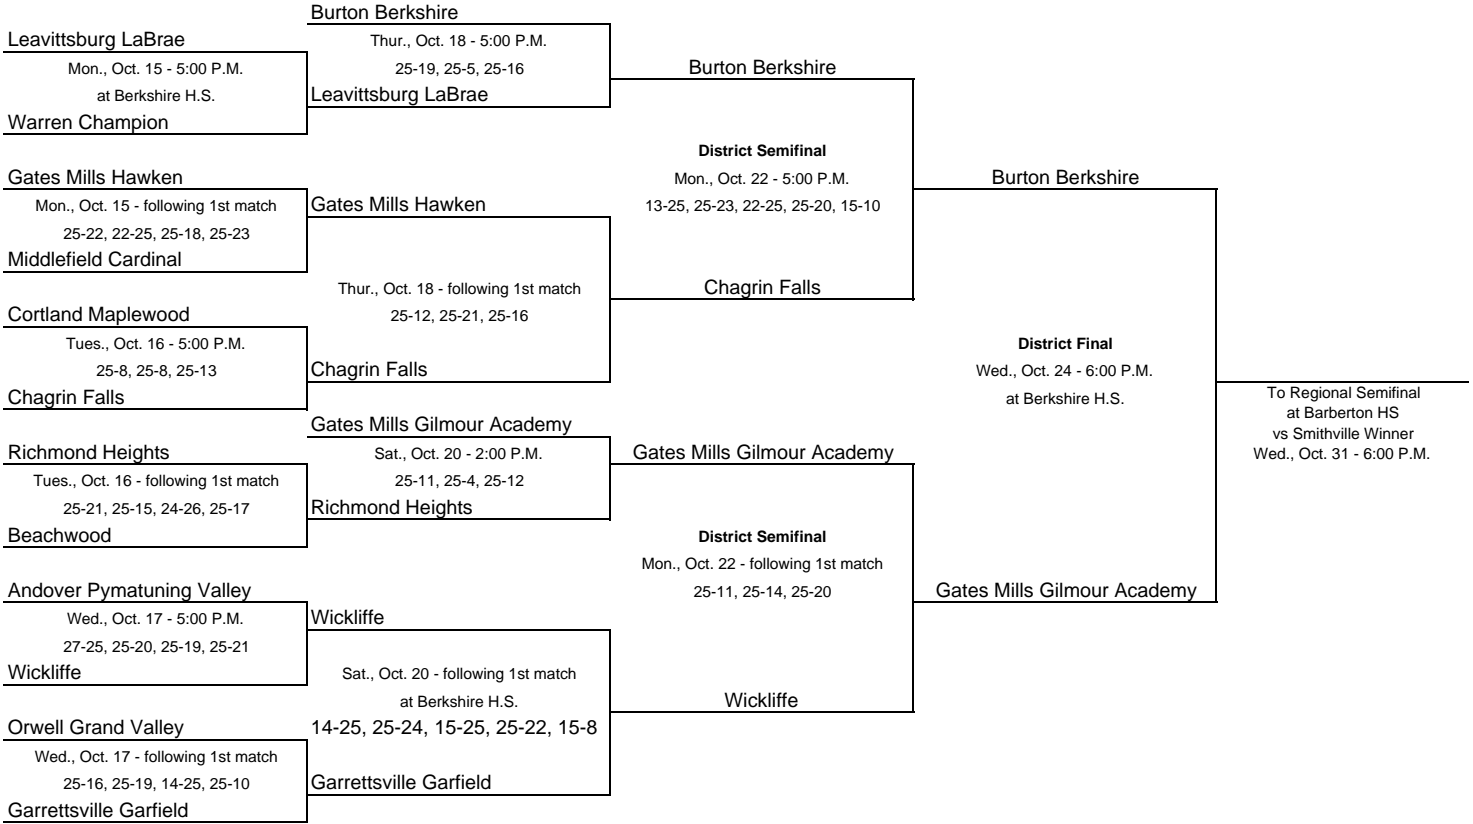 Burton Berkshire
Leavittsburg LaBrae
Thur., Oct. 18 - 5:00 P.M.
Mon., Oct. 15 - 5:00 P.M.
25-19, 25-5, 25-16
Burton Berkshire
at Berkshire H.S.
Leavittsburg LaBrae
Warren Champion
District Semifinal
Gates Mills Hawken
Mon., Oct. 22 - 5:00 P.M.
Burton Berkshire
Mon., Oct. 15 - following 1st match
Gates Mills Hawken
13-25, 25-23, 22-25, 25-20, 15-10
25-22, 22-25, 25-18, 25-23
Middlefield Cardinal
Thur., Oct. 18 - following 1st match
Chagrin Falls
Cortland Maplewood
25-12, 25-21, 25-16
Tues., Oct. 16 - 5:00 P.M.
District Final
25-8, 25-8, 25-13
Chagrin Falls
Wed., Oct. 24 - 6:00 P.M.
Chagrin Falls
at Berkshire H.S.
To Regional Semifinal
at Barberton HS
Gates Mills Gilmour Academy
vs Smithville Winner
Richmond Heights
Sat., Oct. 20 - 2:00 P.M.
Gates Mills Gilmour Academy
Wed., Oct. 31 - 6:00 P.M.
Tues., Oct. 16 - following 1st match
25-11, 25-4, 25-12
25-21, 25-15, 24-26, 25-17
Richmond Heights
Beachwood
District Semifinal
Mon., Oct. 22 - following 1st match
Andover Pymatuning Valley
25-11, 25-14, 25-20
Gates Mills Gilmour Academy
Wed., Oct. 17 - 5:00 P.M.
Wickliffe
27-25, 25-20, 25-19, 25-21
Wickliffe
Sat., Oct. 20 - following 1st match
at Berkshire H.S.
Wickliffe
Orwell Grand Valley
14-25, 25-24, 15-25, 25-22, 15-8
Wed., Oct. 17 - following 1st match
25-16, 25-19, 14-25, 25-10
Garrettsville Garfield
Garrettsville Garfield